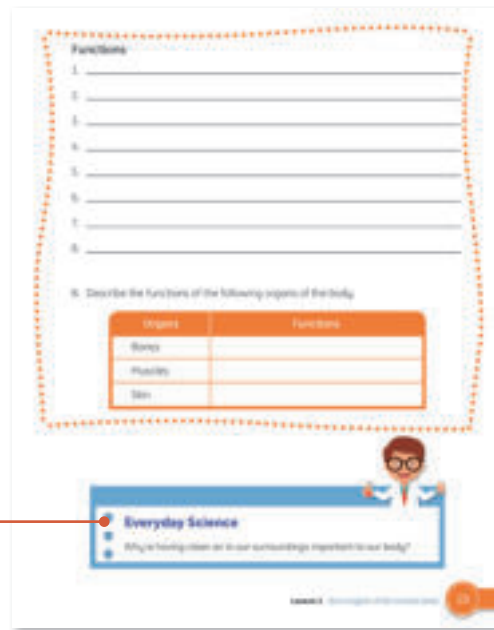 Functions
1.
2.
3.
4.
5.
6.
7.
8.
B. Describe the functions of the following organs of the body.
Organs Functions
Bones
Muscles
Skin
Everyday Science
Why is having clean air in our surroundings important to our body?
Lesson